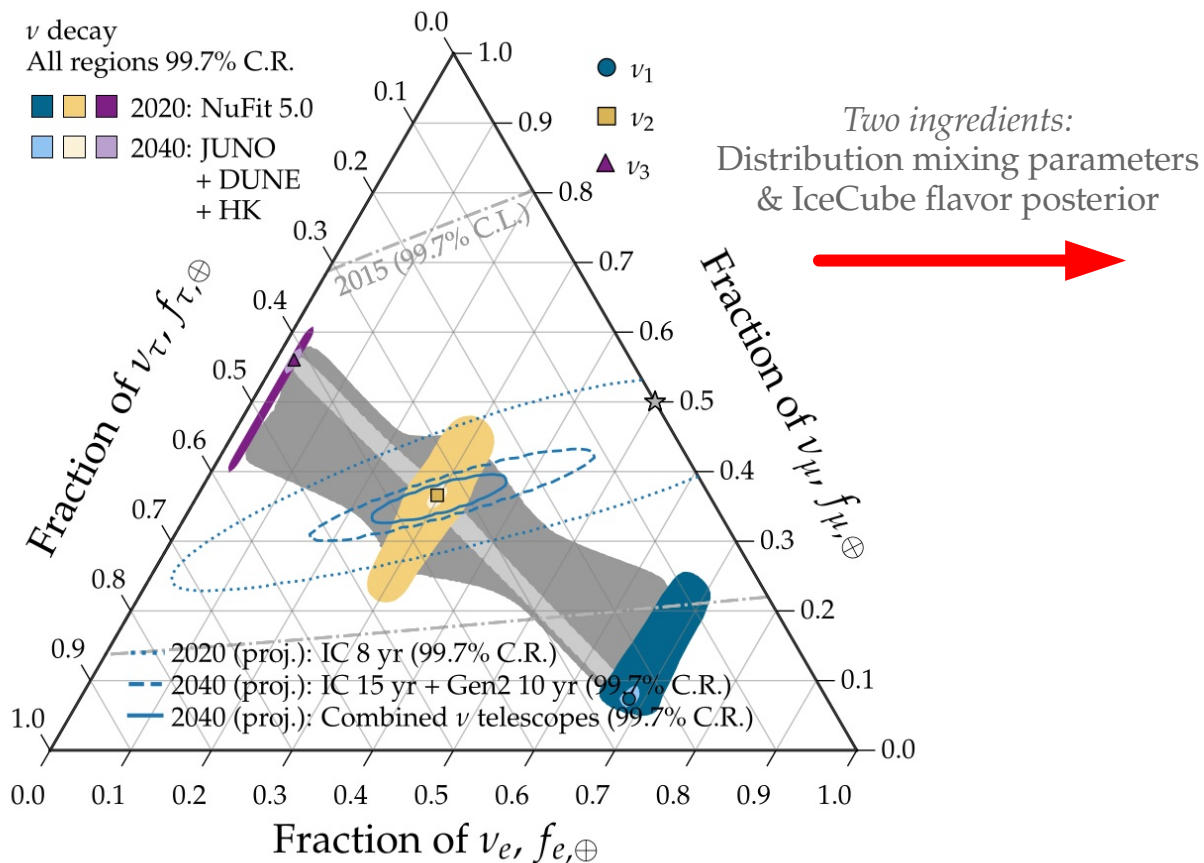 ν decay
All regions 99.7% C.R.
2020: NuFit 5.0
2040: JUNO
+ DUNE
+ HK
ν₁
ν₂
ν₃
Two ingredients:
Distribution mixing parameters
& IceCube flavor posterior
2015 (99.7% C.L.)
Fraction of ν_τ, f_τ,⊕
0.0
0.1
0.2
0.3
0.4
0.5
0.6
0.7
0.8
0.9
1.0
Fraction of ν_μ, f_μ,⊕
1.0
0.9
0.8
0.7
0.6
0.5
0.4
0.3
0.2
0.1
0.0
2020 (proj.): IC 8 yr (99.7% C.R.)
2040 (proj.): IC 15 yr + Gen2 10 yr (99.7% C.R.)
2040 (proj.): Combined ν telescopes (99.7% C.R.)
0.0 0.1 0.2 0.3 0.4 0.5 0.6 0.7 0.8 0.9 1.0
Fraction of ν_e, f_e,⊕